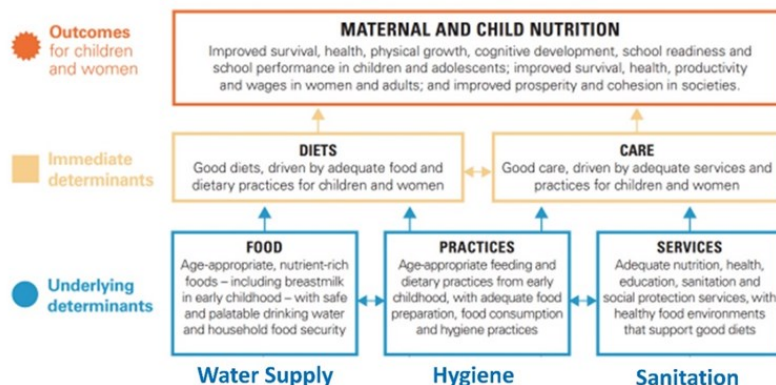 Outcomes
for children
and women
MATERNAL AND CHILD NUTRITION
Improved survival, health, physical growth, cognitive development, school readiness and
school performance in children and adolescents; improved survival, health, productivity
and wages in women and adults; and improved prosperity and cohesion in societies.
Immediate
determinants
DIETS
Good diets, driven by adequate food and
dietary practices for children and women
CARE
Good care, driven by adequate services and
practices for children and women
Underlying
determinants
FOOD
Age-appropriate, nutrient-rich
foods – including breastmilk
in early childhood – with safe
and palatable drinking water
and household food security
PRACTICES
Age-appropriate feeding and
dietary practices from early
childhood, with adequate food
preparation, food consumption
and hygiene practices
SERVICES
Adequate nutrition, health,
education, sanitation and
social protection services, with
healthy food environments
that support good diets
Water Supply
Hygiene
Sanitation